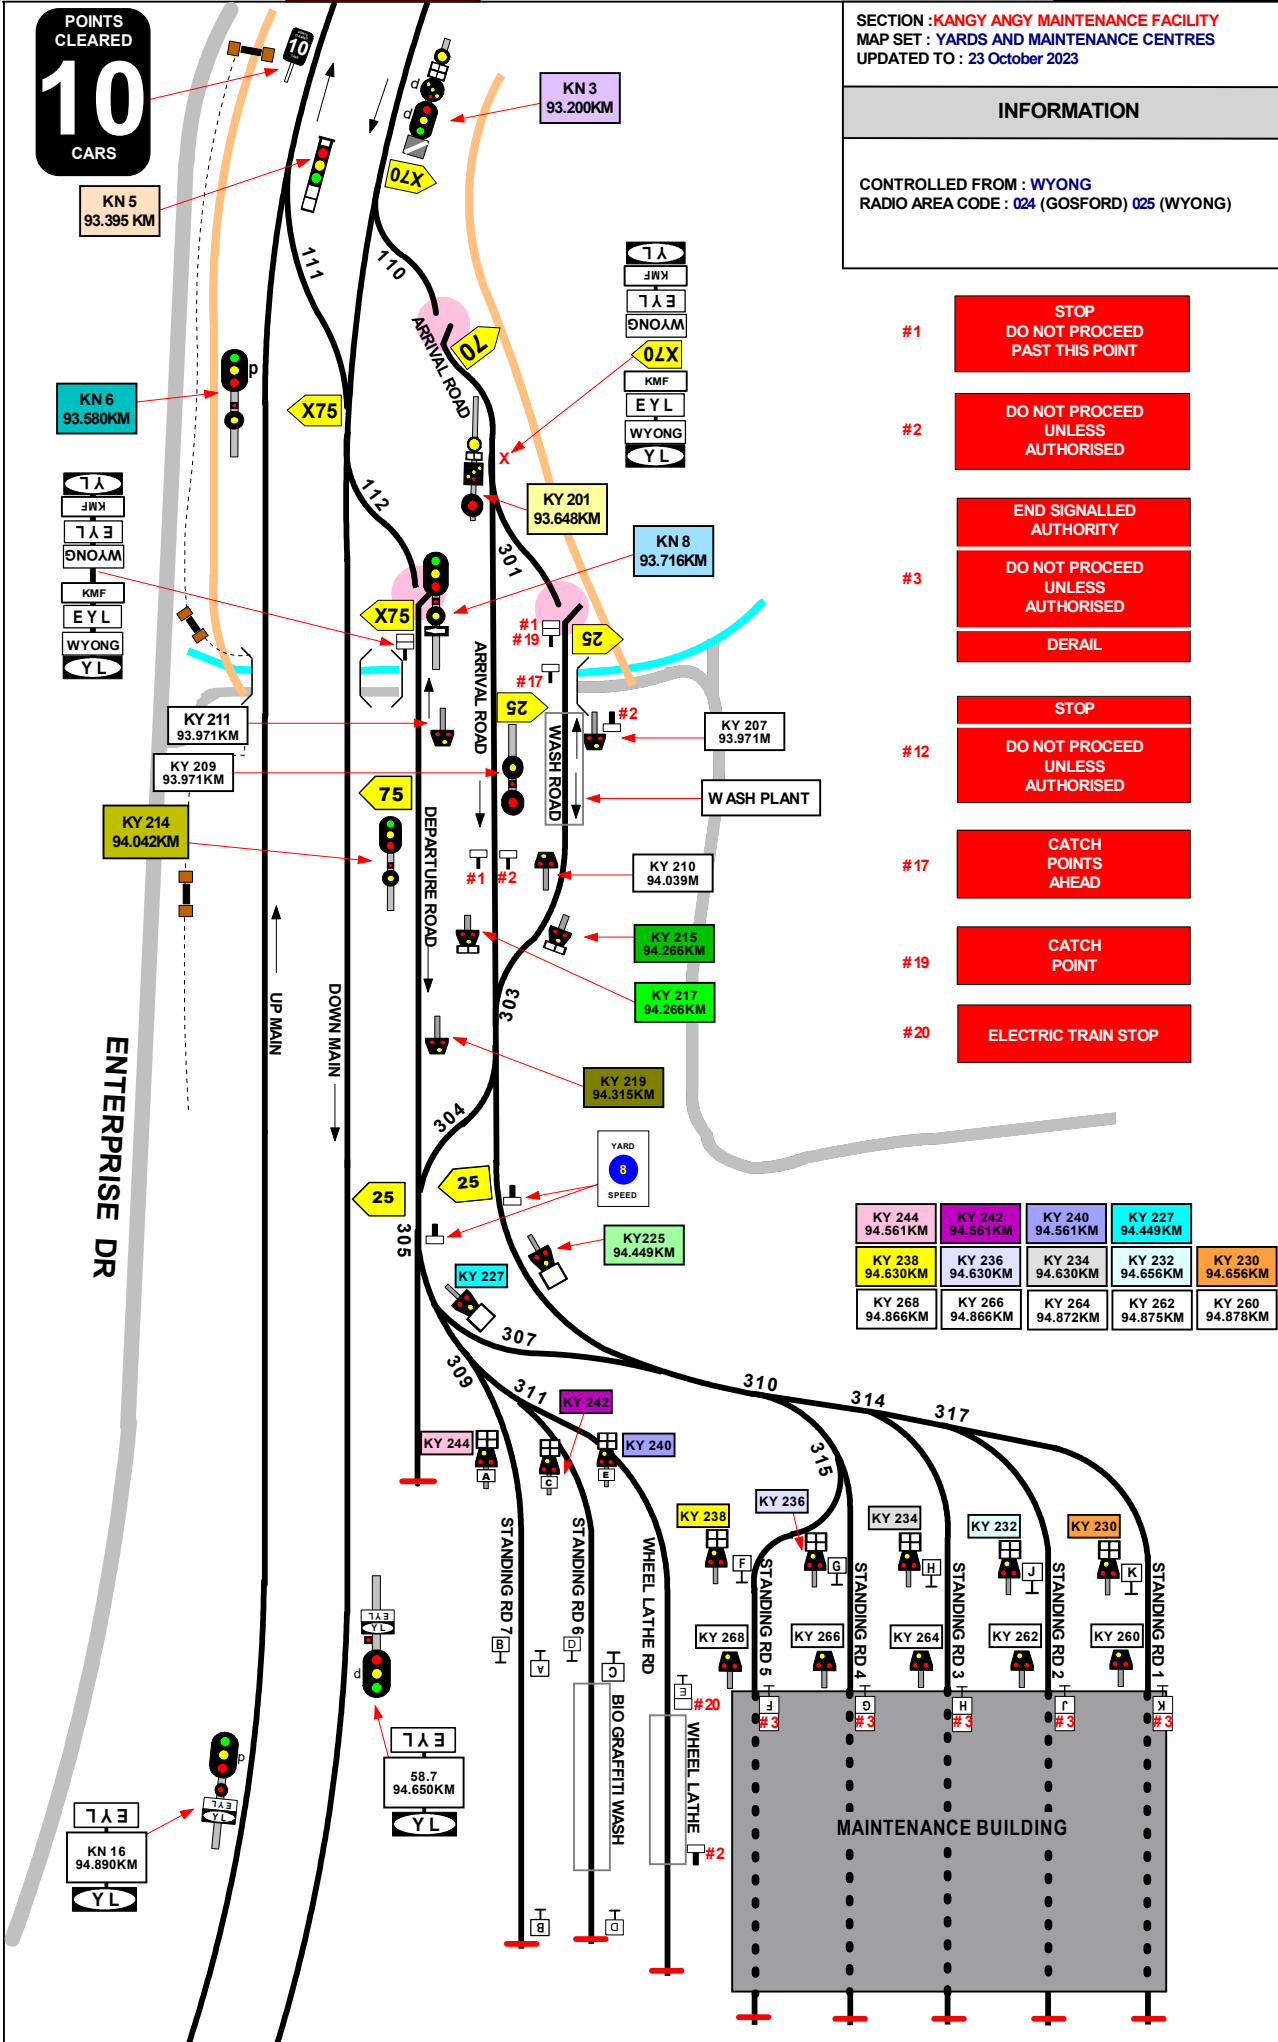 POINTS
CLEARED
10
CARS
10
SECTION : KANGY ANGY MAINTENANCE FACILITY
MAP SET : YARDS AND MAINTENANCE CENTRES
UPDATED TO : 23 October 2023
INFORMATION
CONTROLLED FROM : WYONG
RADIO AREA CODE : 024 (GOSFORD) 025 (WYONG)
KN 3
93.200KM
d
d
X70
KN 5
93.395 KM
111
110
ARRIVAL ROAD
70
YL
KMF
EYL
WYONG
X70
KMF
EYL
WYONG
YL
#1
STOP
DO NOT PROCEED
PAST THIS POINT
#2
DO NOT PROCEED
UNLESS
AUTHORISED
#3
END SIGNALLED
AUTHORITY
DO NOT PROCEED
UNLESS
AUTHORISED
DERAIL
#12
STOP
DO NOT PROCEED
UNLESS
AUTHORISED
#17
CATCH
POINTS
AHEAD
#19
CATCH
POINT
#20
ELECTRIC TRAIN STOP
p
KN 6
93.580KM
X75
X
KY 201
93.648KM
112
301
KN 8
93.716KM
YL
KMF
EYL
WYONG
KMF
EYL
WYONG
YL
X75
#1
#19
25
#17
ARRIVAL ROAD
25
#2
KY 211
93.971KM
KY 207
93.971M
KY 209
93.971KM
WASH ROAD
WASH PLANT
75
KY 214
94.042KM
DEPARTURE ROAD
#1
#2
KY 210
94.039M
KY 215
94.266KM
KY 217
94.266KM
303
UP MAIN
DOWN MAIN
ENTERPRISE DR
KY 219
94.315KM
304
YARD
8
SPEED
25
25
305
KY225
94.449KM
KY 227
KY 244
94.561KM
KY 242
94.561KM
KY 240
94.561KM
KY 227
94.449KM
KY 238
94.630KM
KY 236
94.630KM
KY 234
94.630KM
KY 232
94.656KM
KY 230
94.656KM
KY 268
94.866KM
KY 266
94.866KM
KY 264
94.872KM
KY 262
94.875KM
KY 260
94.878KM
307
309
311
310
314
317
315
KY 242
KY 244
KY 240
A
C
E
KY 238
KY 236
KY 234
KY 232
KY 230
F
G
H
J
K
STANDING RD 7
STANDING RD 6
WHEEL LATHE RD
STANDING RD 5
STANDING RD 4
STANDING RD 3
STANDING RD 2
STANDING RD 1
KY 268
KY 266
KY 264
KY 262
KY 260
B
A
D
C
E
#20
F
#3
G
#3
H
#3
J
#3
K
#3
EYL
YL
d
BIO GRAFFITI WASH
WHEEL LATHE
#2
MAINTENANCE BUILDING
EYL
58.7
94.650KM
YL
p
EYL
YL
EYL
KN 16
94.890KM
YL
B
D